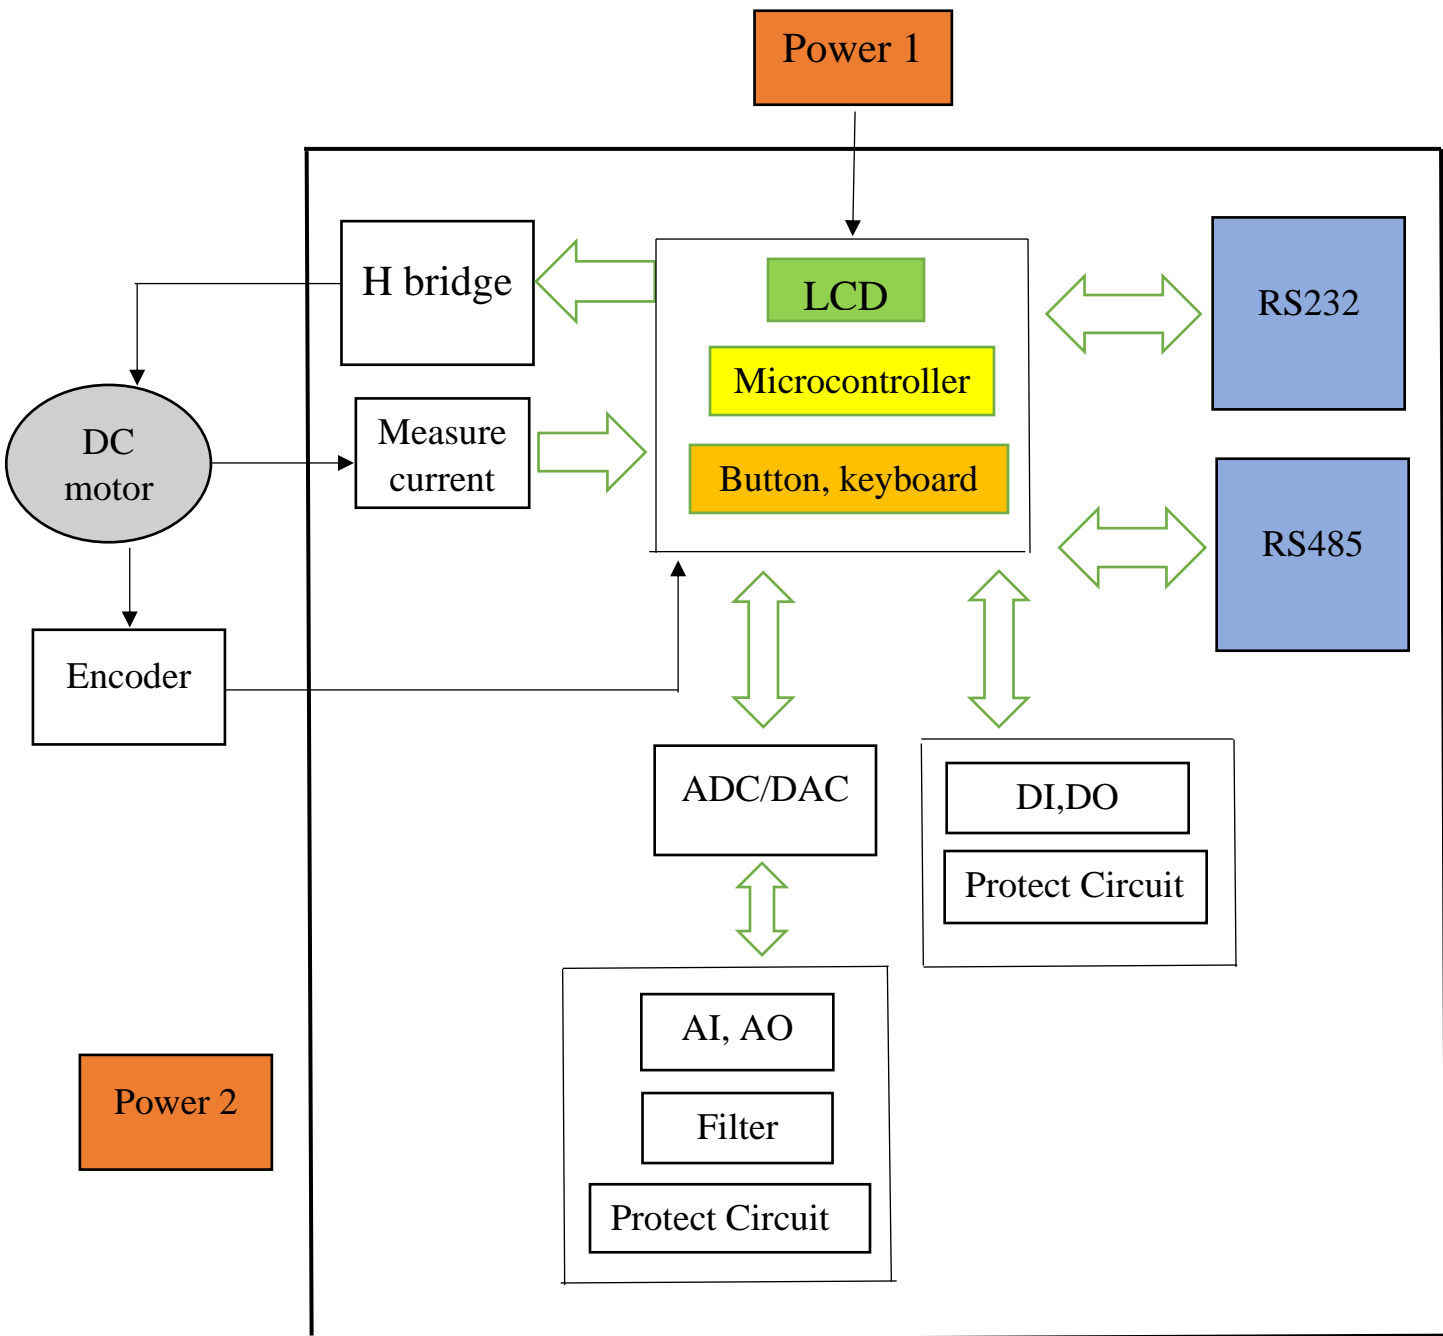 Power 1
H bridge
LCD
RS232
Microcontroller
DC
motor
Measure
current
Button, keyboard
RS485
Encoder
ADC/DAC
DI,DO
Protect Circuit
AI, AO
Power 2
Filter
Protect Circuit